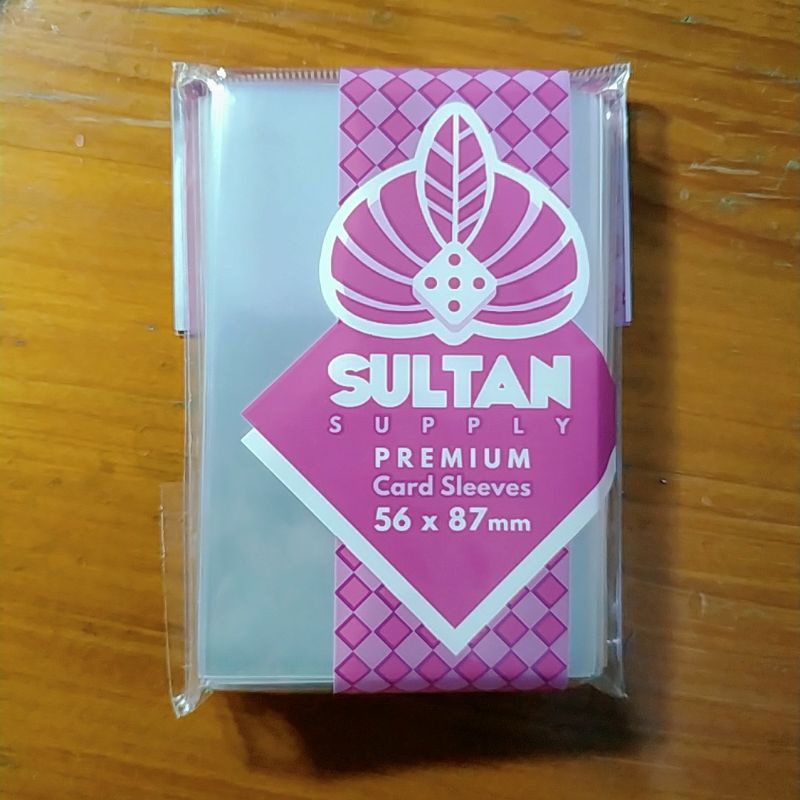 SULTAN
SUPPLY
PREMIUM
Card Sleeves
56 x 87mm